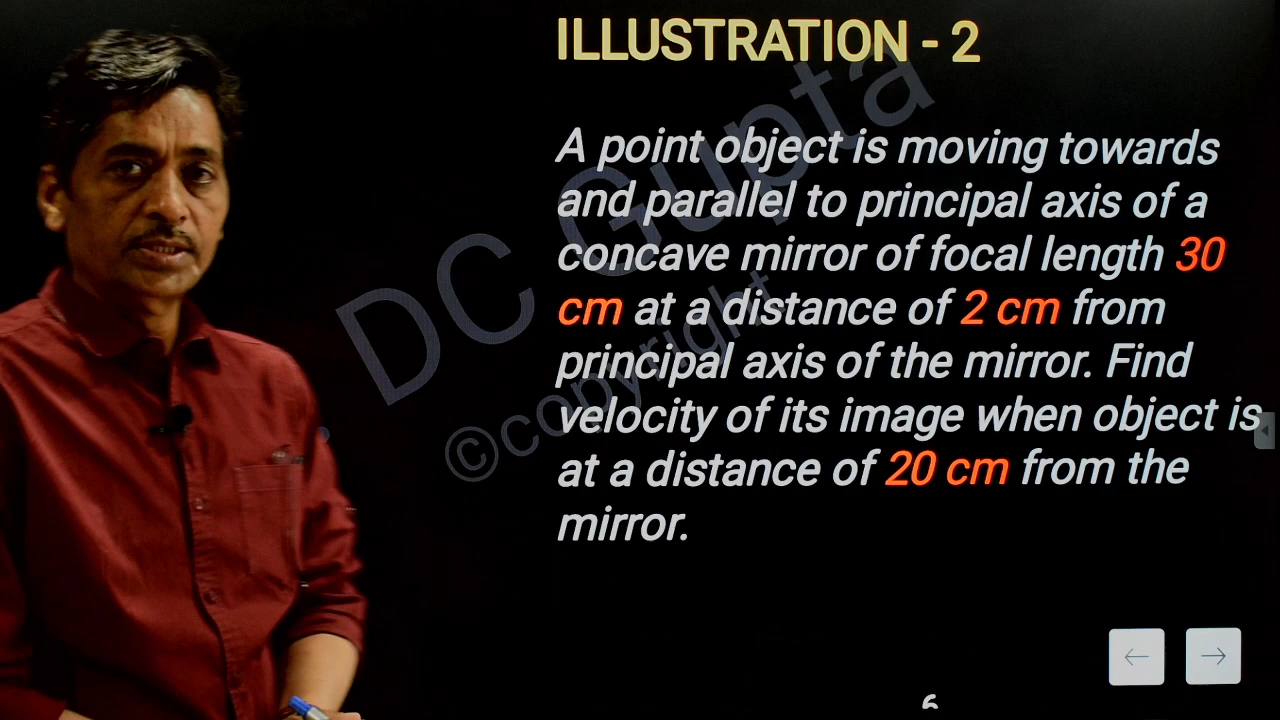 ILLUSTRATION - 2
A point object is moving towards
and parallel to principal axis of a
concave mirror of focal length 30
cm at a distance of 2 cm from
principal axis of the mirror. Find
velocity of its image when object is
at a distance of 20 cm from the
mirror.
DC Gupta
©copyright
6